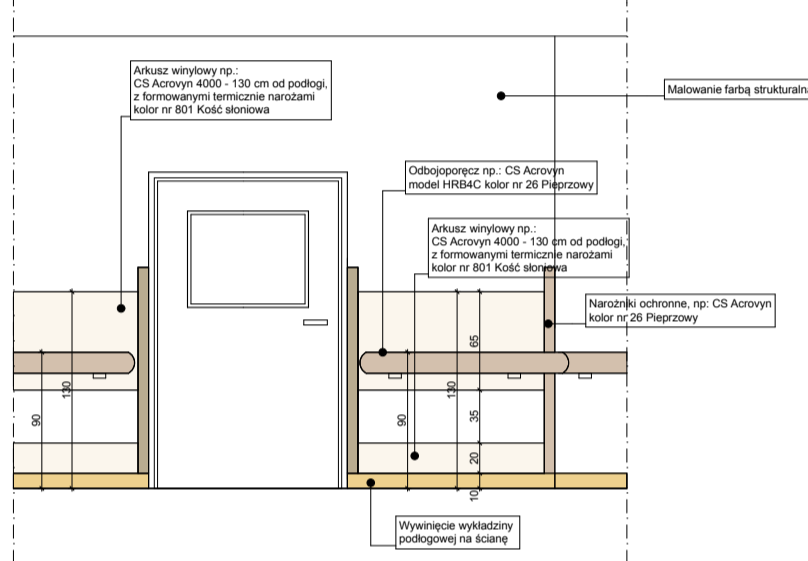 Arkusz winylowy np.:
CS Acrovyn 4000 - 130 cm od podłogi,
z formowanymi termicznie narożami
kolor nr 801 Kość słoniowa
Malowanie farbą strukturaln
Odbojoporęcz np.: CS Acrovyn
model HRB4C kolor nr 26 Pieprzowy
Arkusz winylowy np.:
CS Acrovyn 4000 - 130 cm od podłogi,
z formowanymi termicznie narożami
kolor nr 801 Kość słoniowa
Narożniki ochronne, np: CS Acrovyn
kolor nr 26 Pieprzowy
65
130
130
90
90
35
20
10
Wywinięcie wykładziny
podłogowej na ścianę